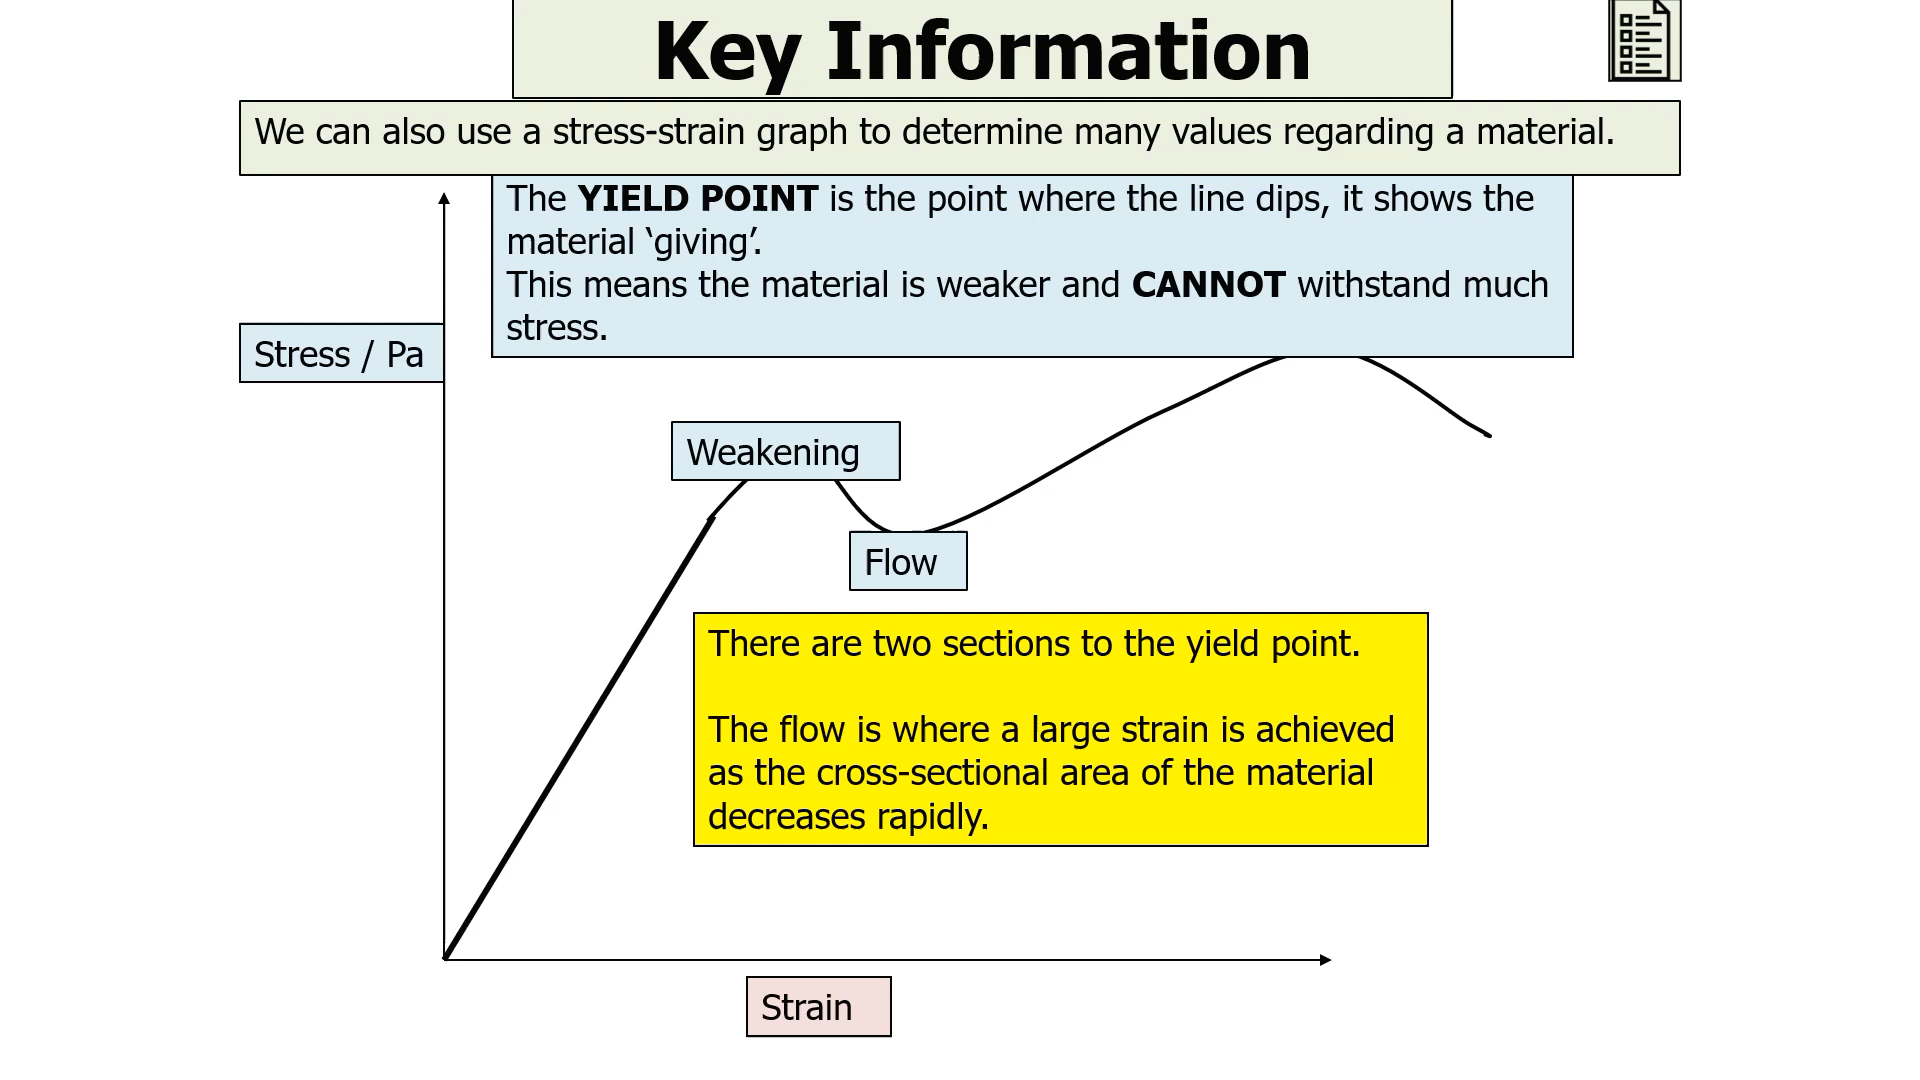 Key Information
We can also use a stress-strain graph to determine many values regarding a material.
The YIELD POINT is the point where the line dips, it shows the
material ‘giving’.
This means the material is weaker and CANNOT withstand much
stress.
Stress / Pa
Weakening
Flow
There are two sections to the yield point.
The flow is where a large strain is achieved
as the cross-sectional area of the material
decreases rapidly.
Strain